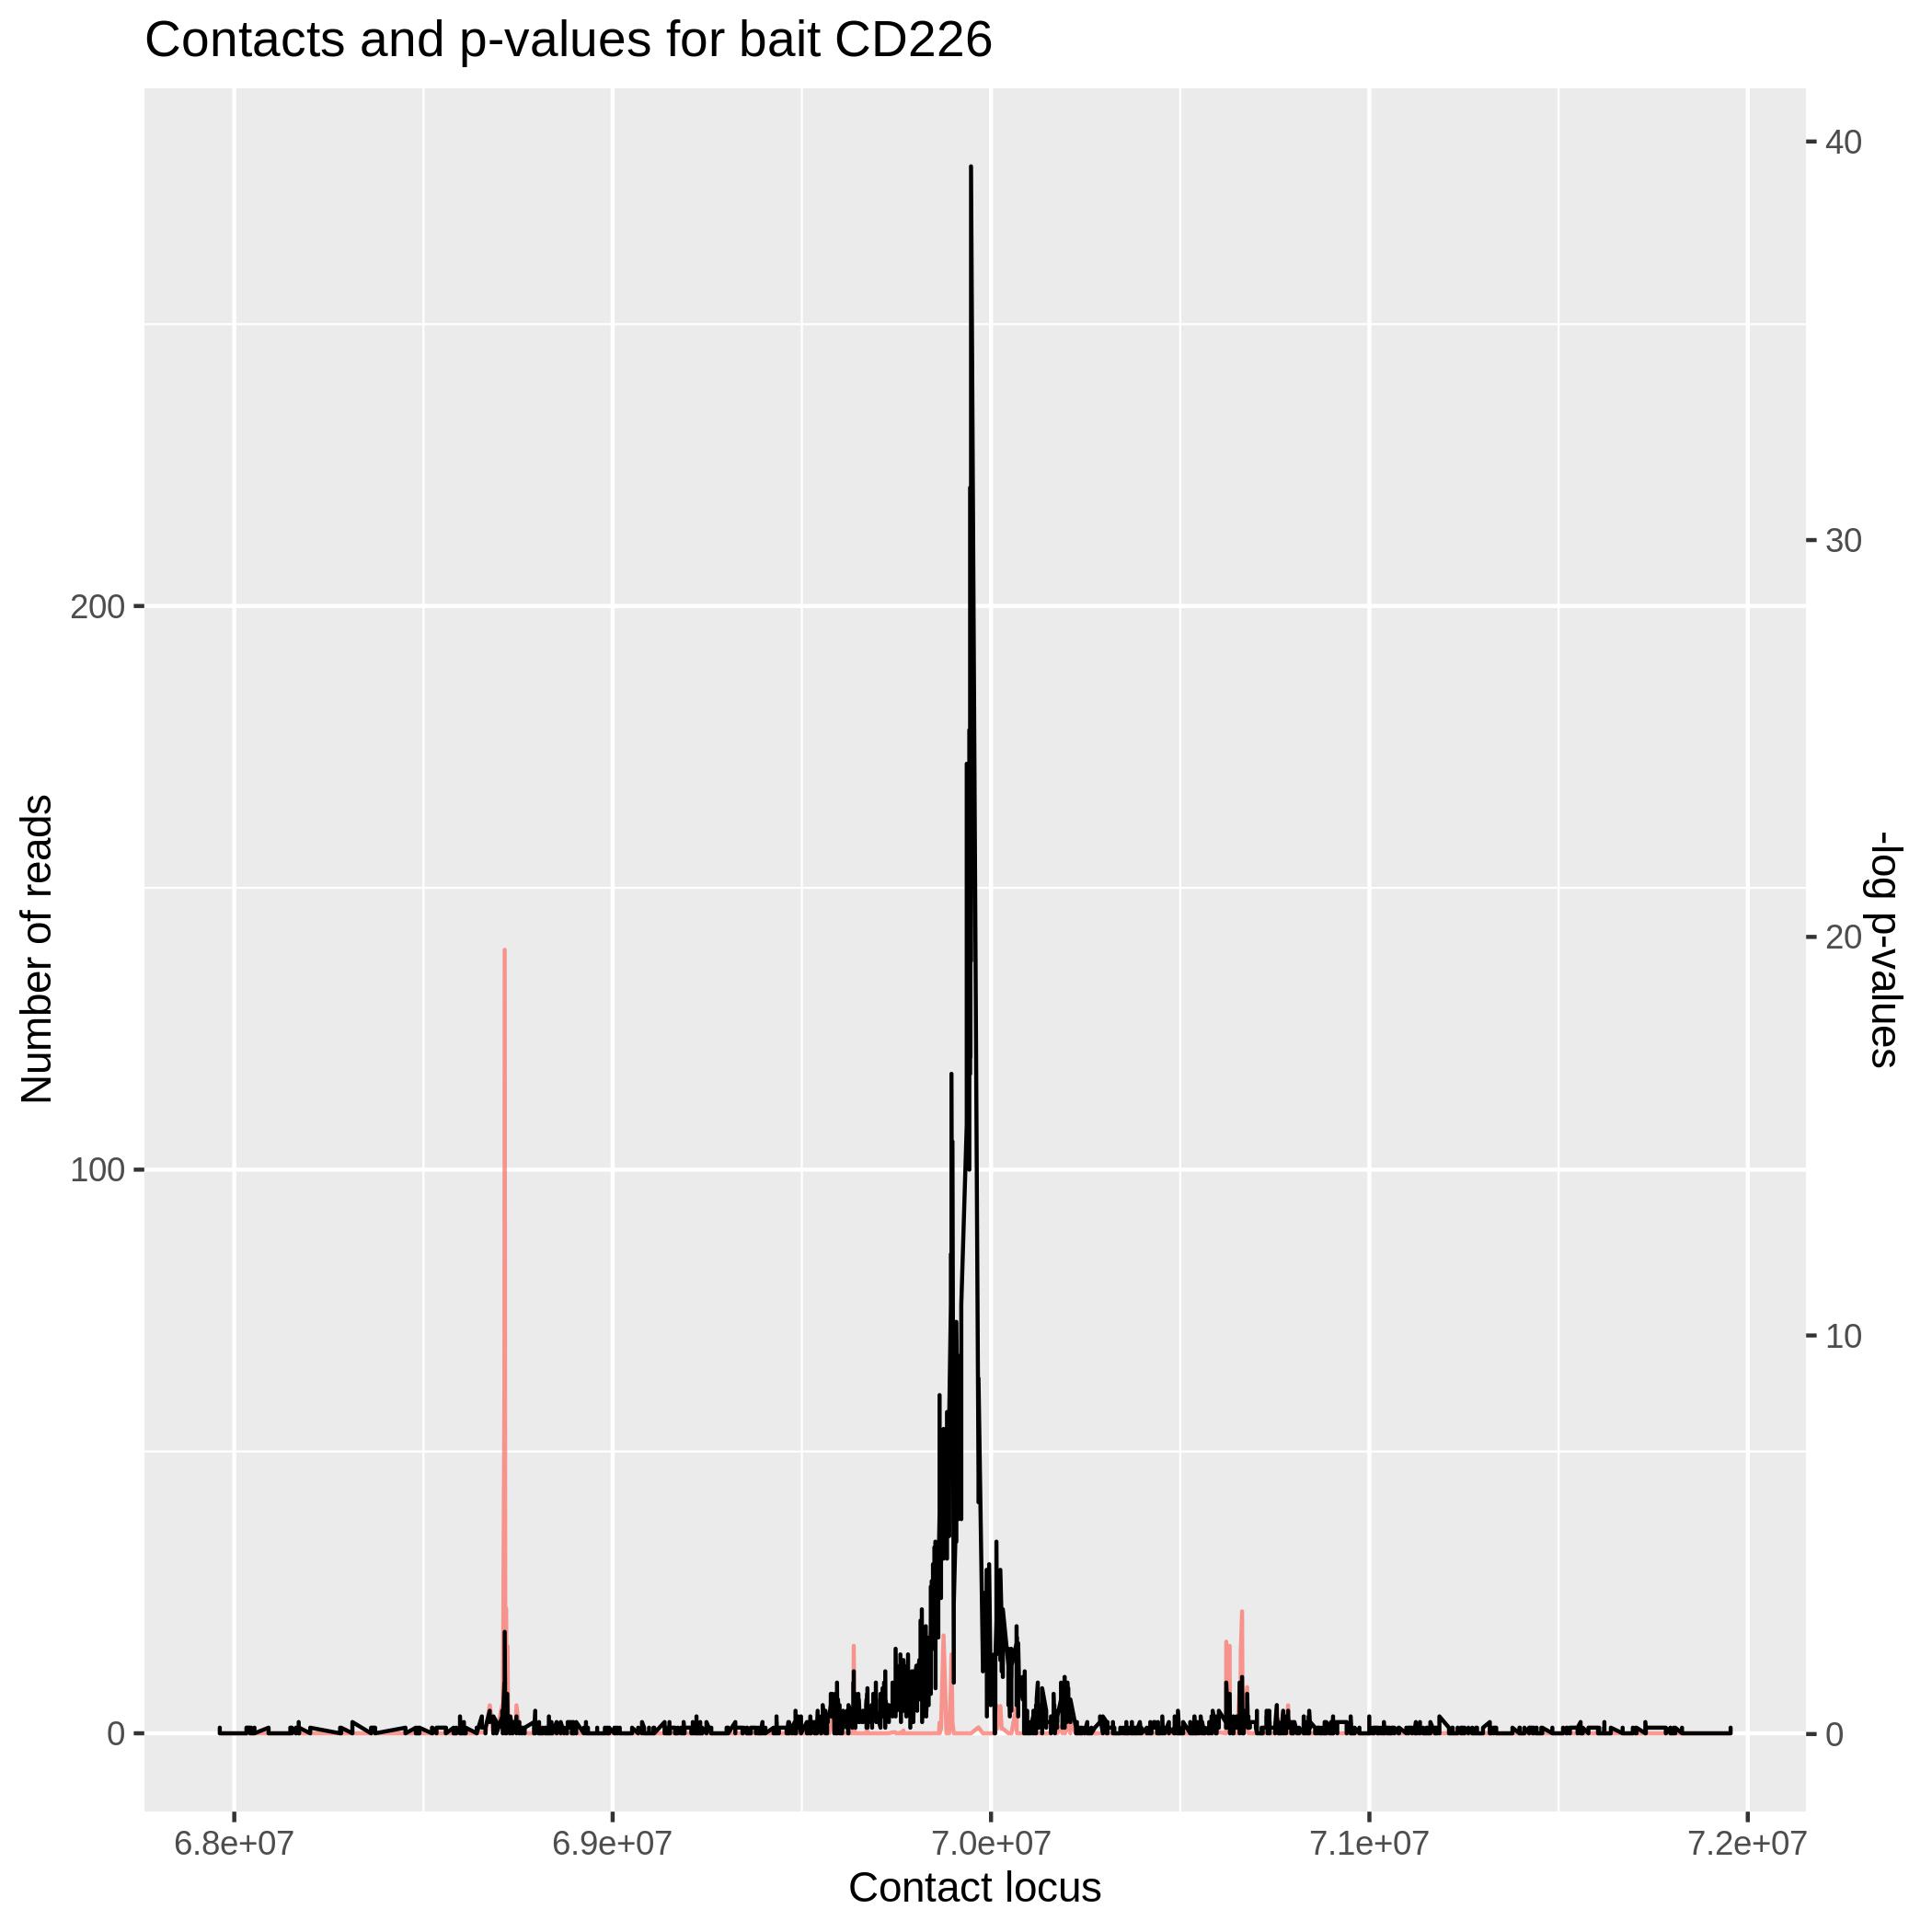 Contacts and p-values for bait CD226
Number of reads
200
100
0
40
30
20
10
0
-log p-values
6.8e+07
6.9e+07
7.0e+07
7.1e+07
7.2e+07
Contact locus